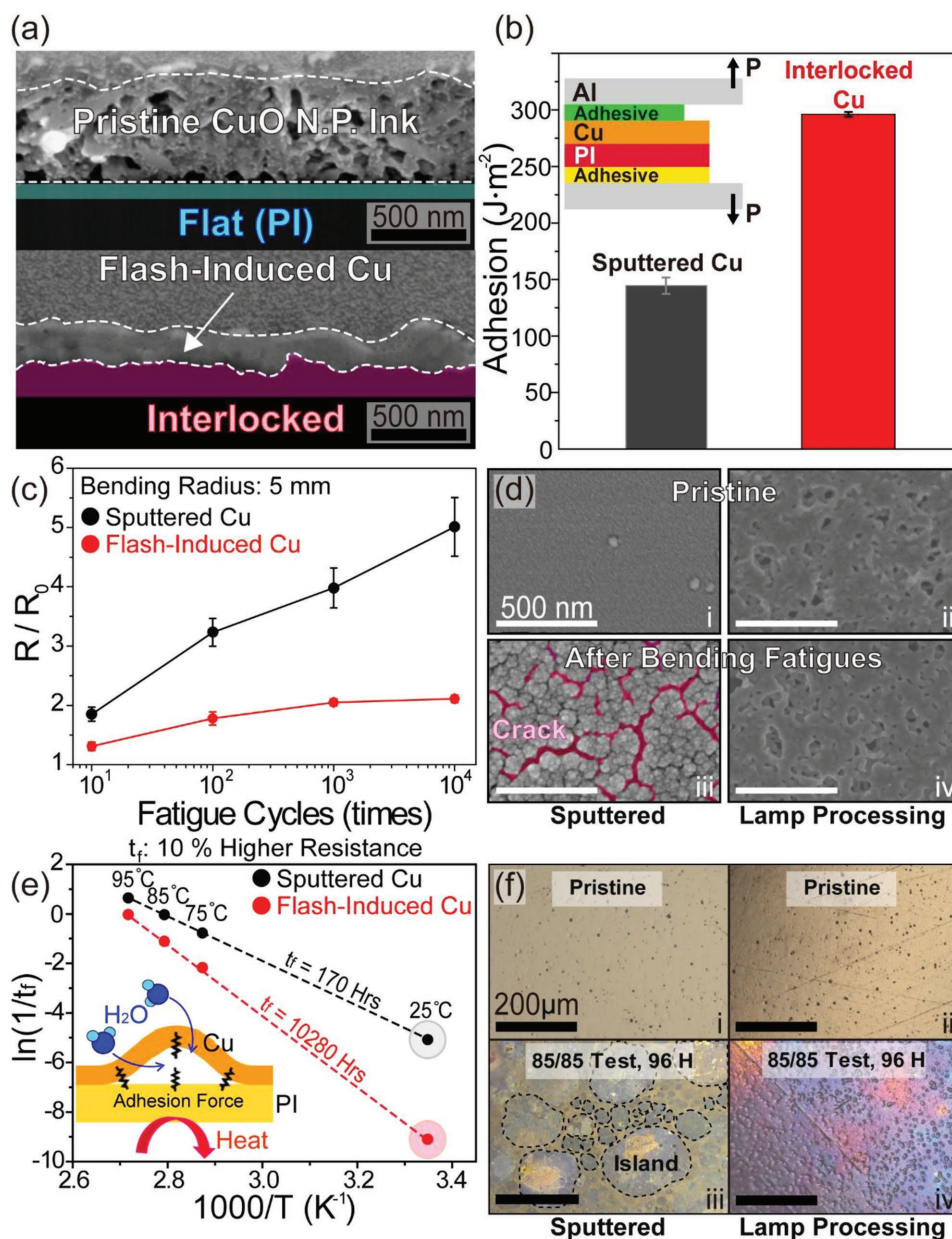 (a)
Pristine CuO N.P. Ink
Flat (PI)
500 nm
Flash-Induced Cu
Interlocked
500 nm
(b)
Adhesion (J·m⁻²)
300
250
200
150
100
50
0
Al
Adhesive
Cu
PI
Adhesive
P
P
Sputtered Cu
Interlocked
Cu
(c)
Bending Radius: 5 mm
Sputtered Cu
Flash-Induced Cu
R / R₀
6
5
4
3
2
1
10¹
10²
10³
10⁴
Fatigue Cycles (times)
(d)
Pristine
500 nm
i
ii
After Bending Fatigues
Crack
iii
iv
Sputtered
Lamp Processing
(e)
t_f: 10 % Higher Resistance
Sputtered Cu
Flash-Induced Cu
95°C
85°C
75°C
25°C
t_f = 170 Hrs
t_f = 10280 Hrs
H₂O
Cu
Adhesion Force
PI
Heat
ln(1/t_f)
2
0
-2
-4
-6
-8
-10
2.6
2.8
3.0
3.2
3.4
1000/T (K⁻¹)
(f)
Pristine
200μm
i
Pristine
ii
85/85 Test, 96 H
Island
iii
85/85 Test, 96 H
iv
Sputtered
Lamp Processing